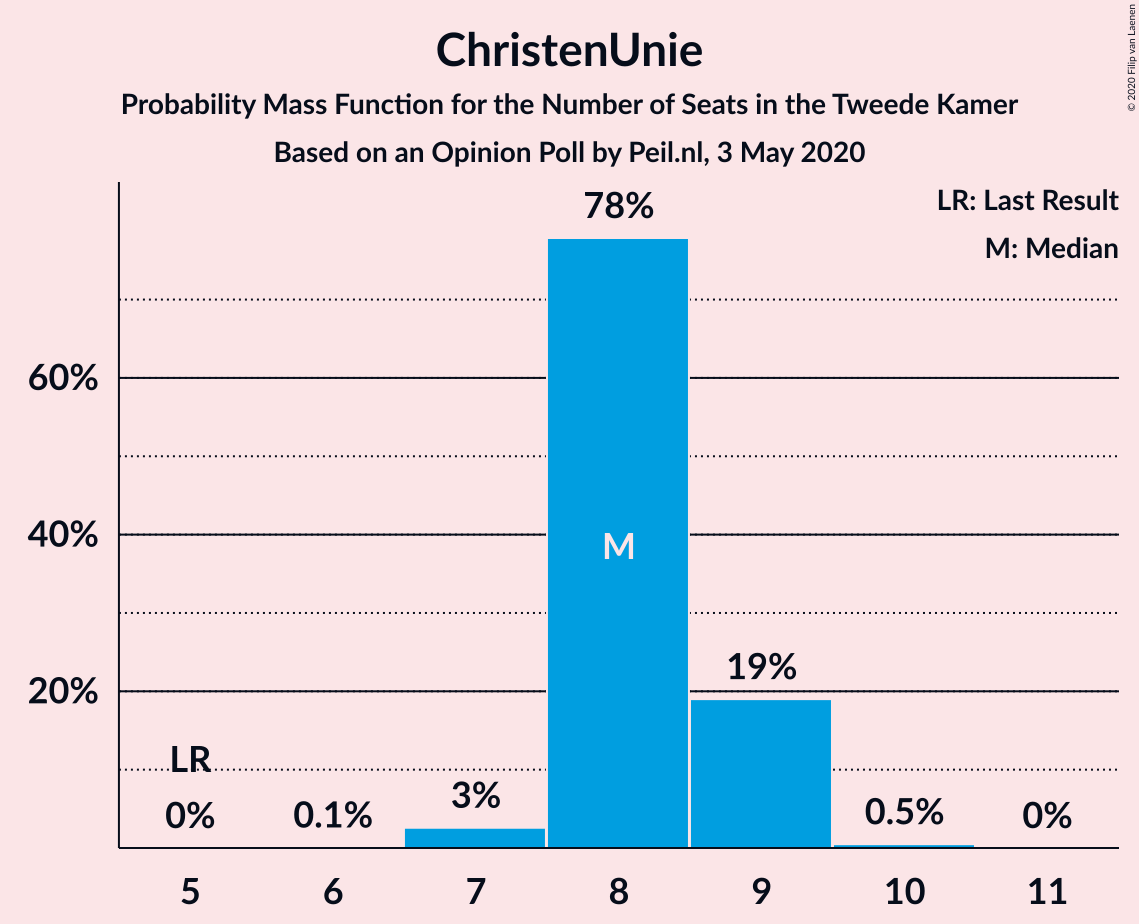 ChristenUnie
Probability Mass Function for the Number of Seats in the Tweede Kamer
Based on an Opinion Poll by Peil.nl, 3 May 2020
© 2020 Filip van Laenen
LR: Last Result
M: Median
78%
60%
40%
M
20%
19%
LR
0%
0.1%
3%
0.5%
0%
5 6 7 8 9 10 11